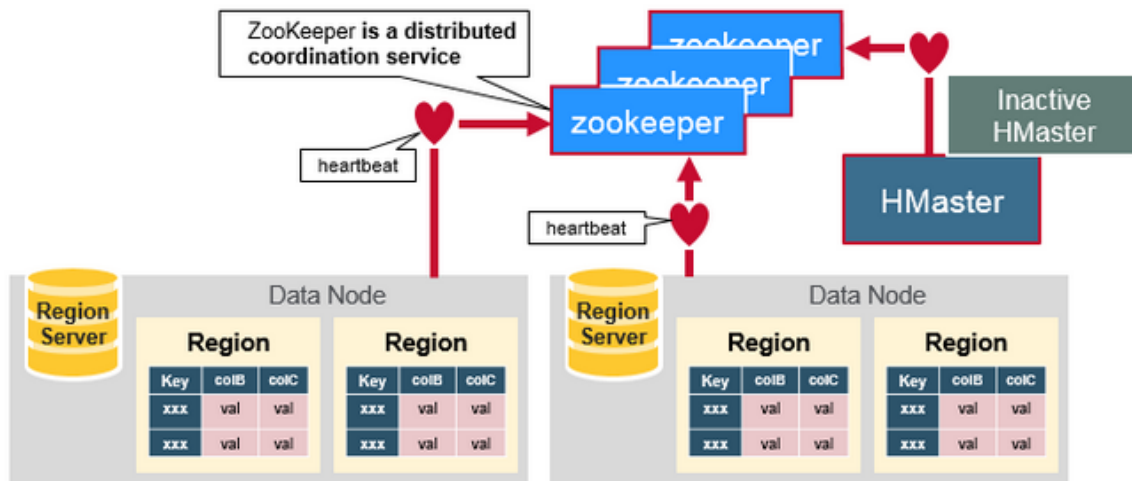 ZooKeeper is a distributed
coordination service
zookeeper
zookeeper
zookeeper
Inactive
HMaster
HMaster
heartbeat
heartbeat
Region
Server
Data Node
Region
Key colB colC
xxx val val
xxx val val
Region
Key colB colC
xxx val val
xxx val val
Region
Server
Data Node
Region
Key colB colC
xxx val val
xxx val val
Region
Key colB colC
xxx val val
xxx val val